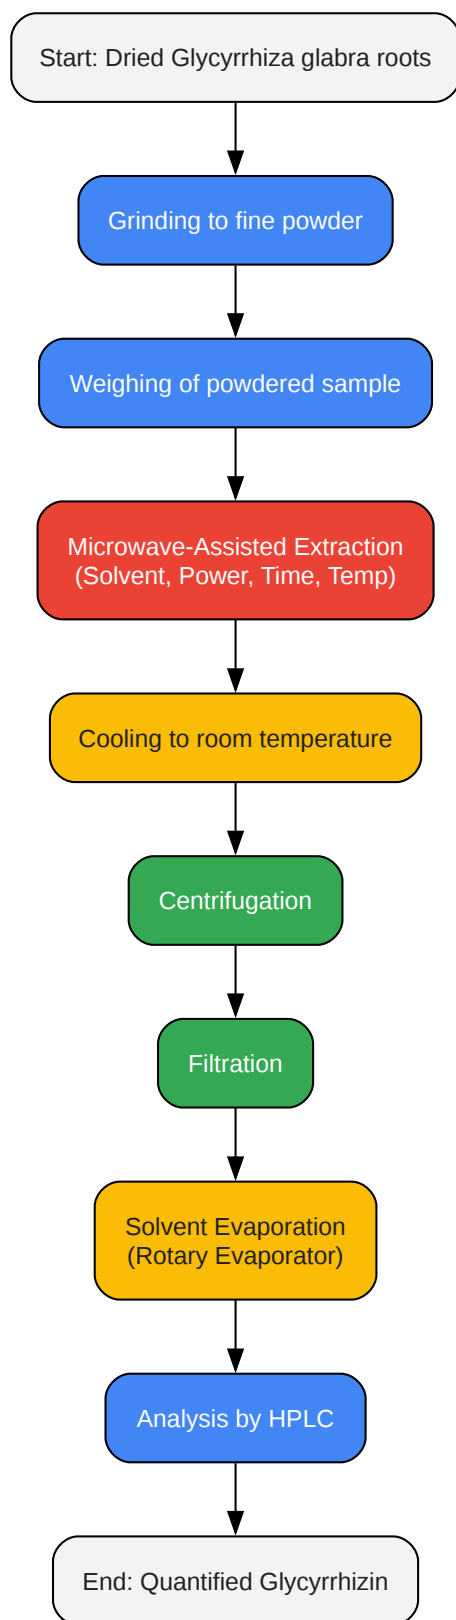 Start: Dried Glycyrrhiza glabra roots
Grinding to fine powder
Weighing of powdered sample
Microwave-Assisted Extraction
(Solvent, Power, Time, Temp)
Cooling to room temperature
Centrifugation
Filtration
Solvent Evaporation
(Rotary Evaporator)
Analysis by HPLC
End: Quantified Glycyrrhizin